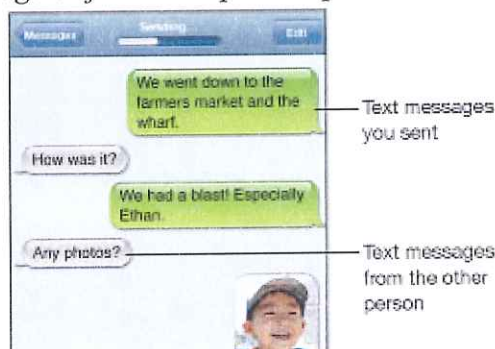 Messages
Sending
Edit
We went down to the
farmers market and the
wharf.
Text messages
you sent
How was it?
We had a blast! Especially
Ethan.
Any photos?
Text messages
from the other
person